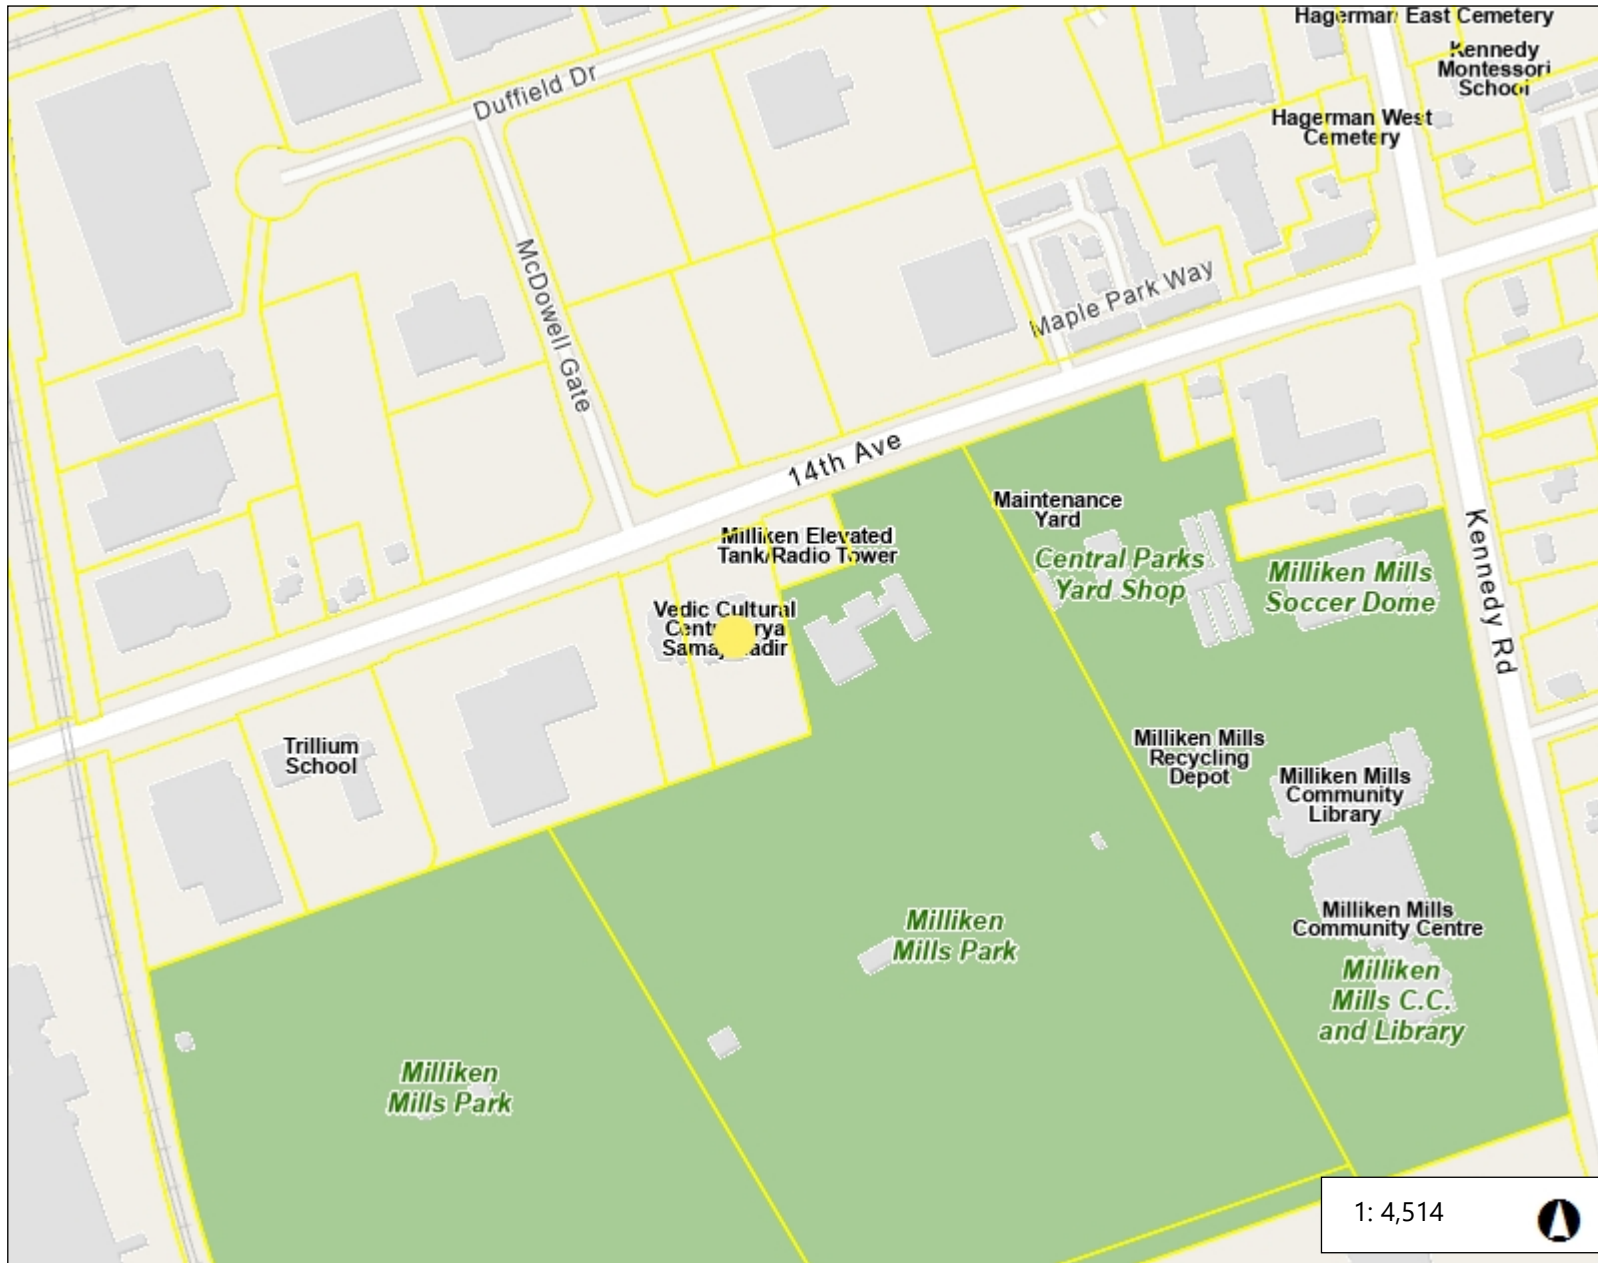 Hagerman East Cemetery
Kennedy
Montessori
School
Duffield Dr
Hagerman West
Cemetery
McDowell Gate
Maple Park Way
14th Ave
Maintenance
Yard
Milliken Elevated
Tank/Radio Tower
Central Parks
Yard Shop
Milliken Mills
Soccer Dome
Kennedy Rd
Vedic Cultural
Samaj
Trillium
School
Milliken Mills
Recycling
Depot
Milliken Mills
Community
Library
Milliken
Mills Park
Milliken Mills
Community Centre
Milliken
Mills C.C.
and Library
Milliken
Mills Park
1: 4,514